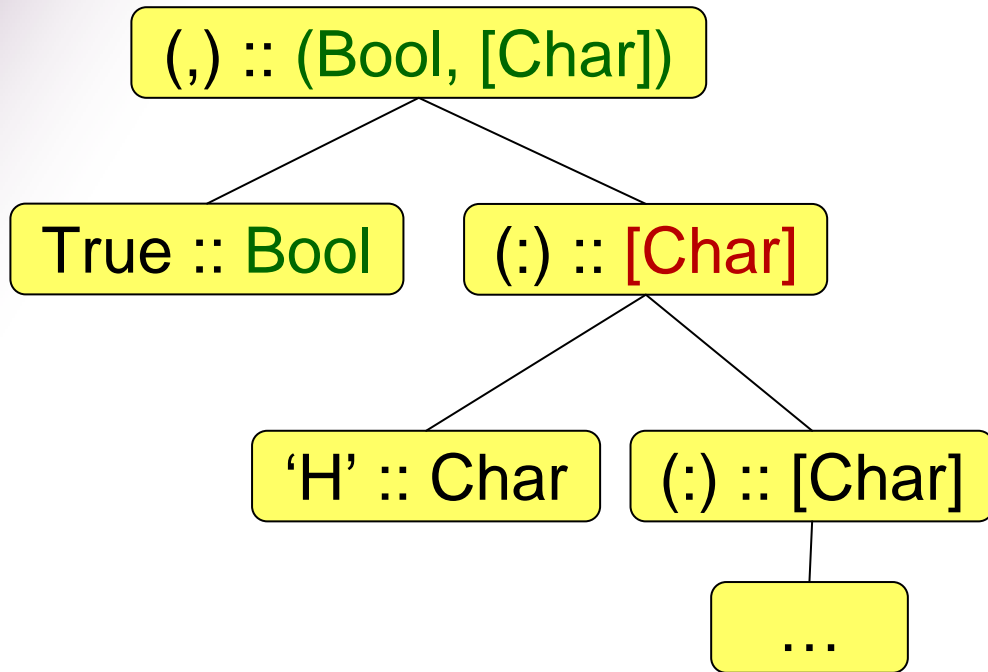 (,) :: (Bool, [Char])
True :: Bool
(:) :: [Char]
‘H’ :: Char
(:) :: [Char]
…